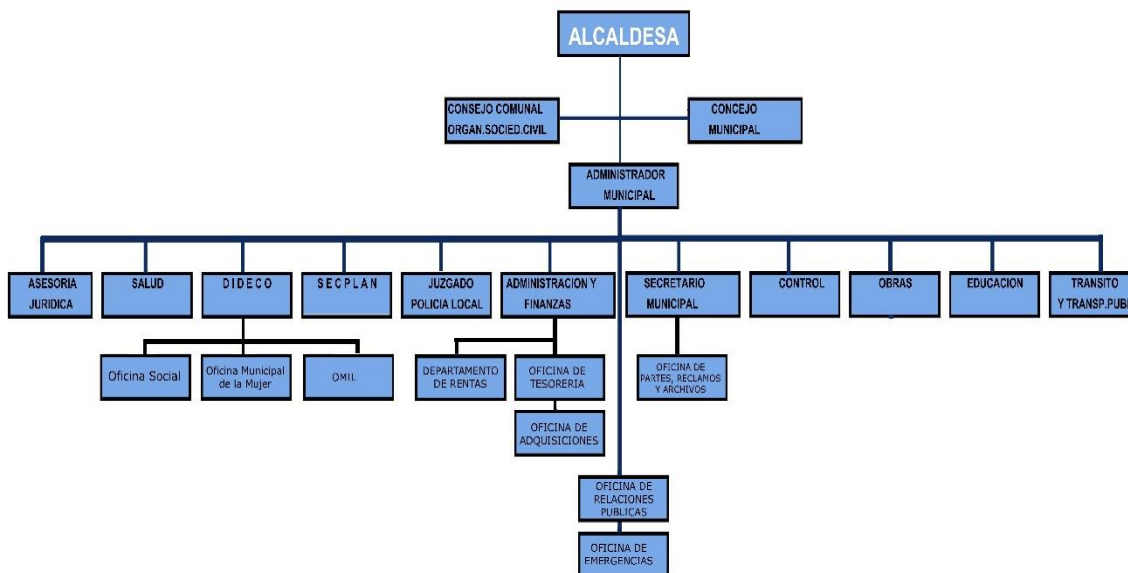 ALCALDESA
CONSEJO COMUNAL
ORGAN.SOCIED.CIVIL
CONCEJO
MUNICIPAL
ADMINISTRADOR
MUNICIPAL
ASESORIA
JURIDICA
SALUD
DIDECO
SECPLAN
JUZGADO
POLICIA LOCAL
ADMINISTRACION Y
FINANZAS
SECRETARIO
MUNICIPAL
CONTROL
OBRAS
EDUCACION
TRANSITO
Y TRANSP.PUBL
Oficina Social
Oficina Municipal
de la Mujer
OMIL
DEPARTAMENTO
DE RENTAS
OFICINA DE
TESORERIA
OFICINA DE
PARTES, RECLAMOS
Y ARCHIVOS
OFICINA DE
ADQUISICIONES
OFICINA DE
RELACIONES
PUBLICAS
OFICINA DE
EMERGENCIAS